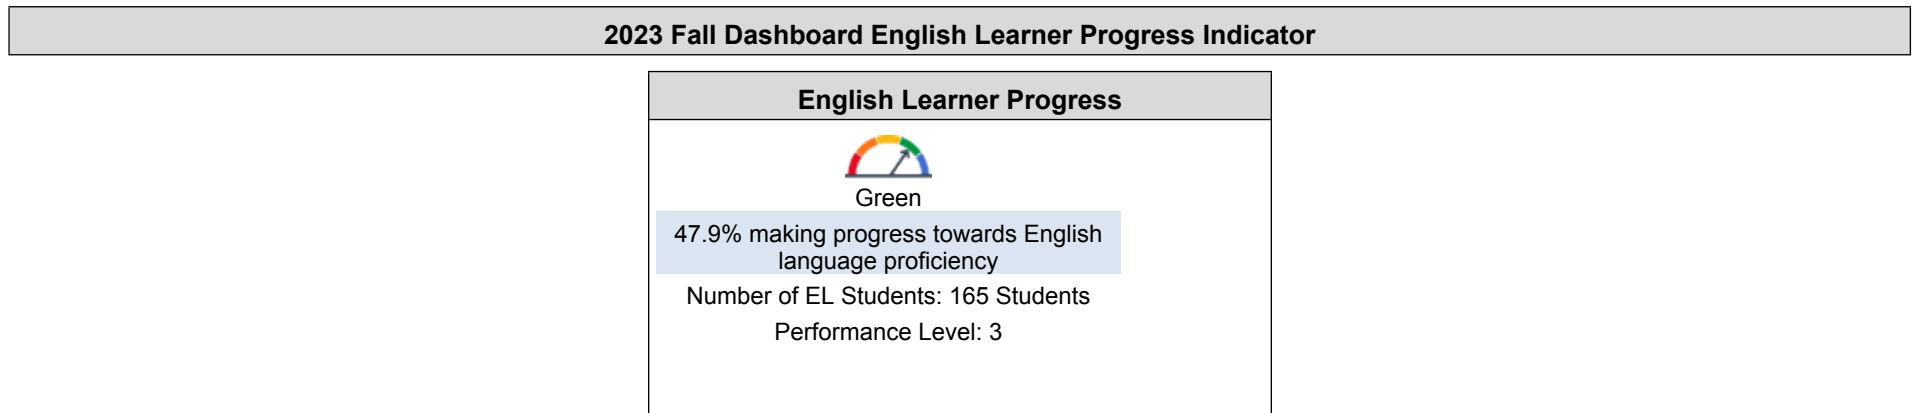 2023 Fall Dashboard English Learner Progress Indicator
English Learner Progress
Green
47.9% making progress towards English
language proficiency
Number of EL Students: 165 Students
Performance Level: 3